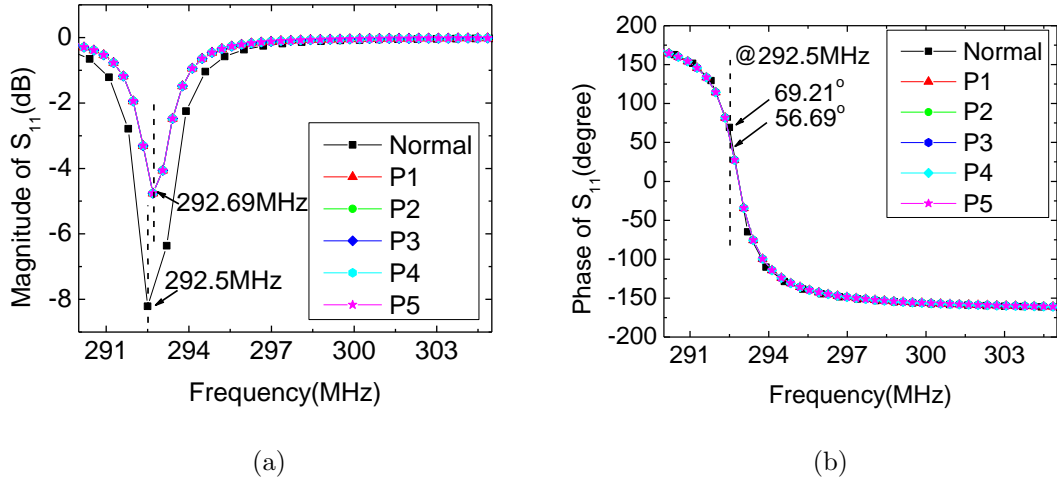 0
-2
-4
-6
-8
291
294
297
300
303
Magnitude of S11(dB)
Frequency(MHz)
292.69MHz
292.5MHz
Normal
P1
P2
P3
P4
P5
(a)
200
150
100
50
0
-50
-100
-150
-200
291
294
297
300
303
Phase of S11(degree)
Frequency(MHz)
@292.5MHz
69.21°
56.69°
Normal
P1
P2
P3
P4
P5
(b)